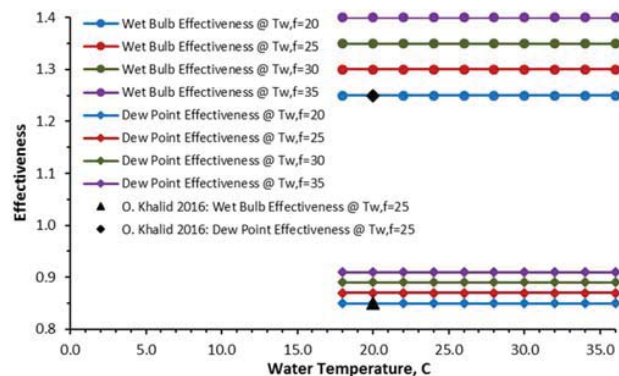 1.4
1.3
1.2
1.1
1.0
0.9
0.8
Effectiveness
Wet Bulb Effectiveness @ Tw,f=20
Wet Bulb Effectiveness @ Tw,f=25
Wet Bulb Effectiveness @ Tw,f=30
Wet Bulb Effectiveness @ Tw,f=35
Dew Point Effectiveness @ Tw,f=20
Dew Point Effectiveness @ Tw,f=25
Dew Point Effectiveness @ Tw,f=30
Dew Point Effectiveness @ Tw,f=35
O. Khalid 2016: Wet Bulb Effectiveness @ Tw,f=25
O. Khalid 2016: Dew Point Effectiveness @ Tw,f=25
0.0 5.0 10.0 15.0 20.0 25.0 30.0 35.0
Water Temperature, C